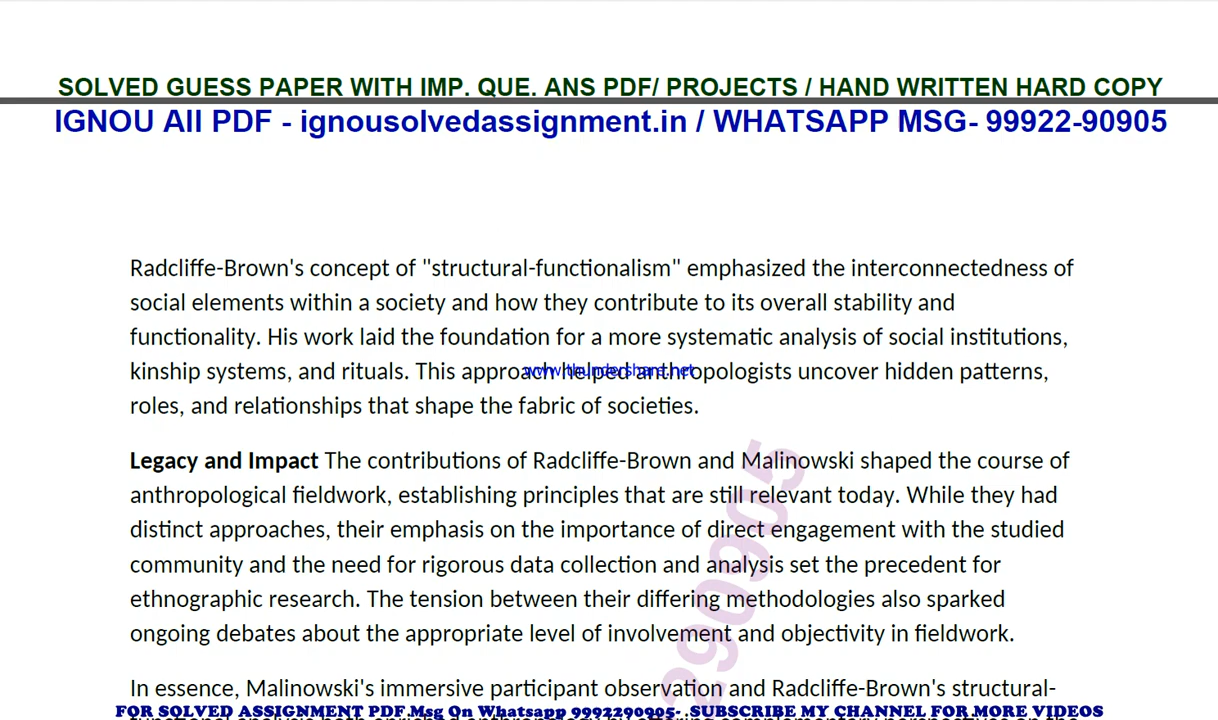 SOLVED GUESS PAPER WITH IMP. QUE. ANS PDF/ PROJECTS / HAND WRITTEN HARD COPY
IGNOU All PDF - ignousolvedassignment.in / WHATSAPP MSG- 99922-90905
Radcliffe-Brown's concept of "structural-functionalism" emphasized the interconnectedness of
social elements within a society and how they contribute to its overall stability and
functionality. His work laid the foundation for a more systematic analysis of social institutions,
kinship systems, and rituals. This approach helped anthropologists uncover hidden patterns,
www.thundershare.net
roles, and relationships that shape the fabric of societies.
Legacy and Impact The contributions of Radcliffe-Brown and Malinowski shaped the course of
anthropological fieldwork, establishing principles that are still relevant today. While they had
distinct approaches, their emphasis on the importance of direct engagement with the studied
community and the need for rigorous data collection and analysis set the precedent for
ethnographic research. The tension between their differing methodologies also sparked
ongoing debates about the appropriate level of involvement and objectivity in fieldwork.
290905
In essence, Malinowski's immersive participant observation and Radcliffe-Brown's structural-
FOR SOLVED ASSIGNMENT PDF.Msg On Whatsapp 9992290905-.SUBSCRIBE MY CHANNEL FOR MORE VIDEOS